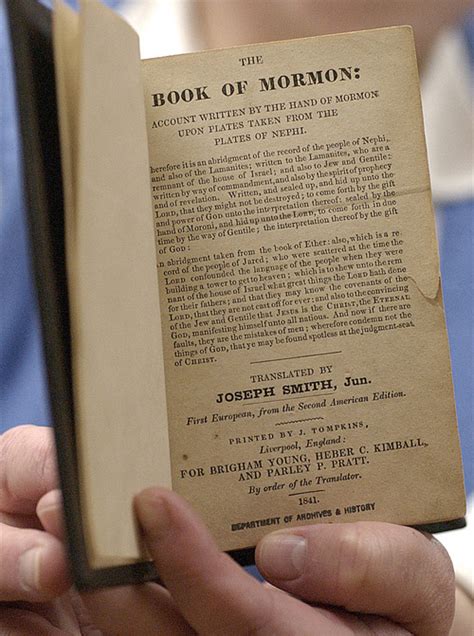 THE
BOOK OF MORMON:
ACCOUNT WRITTEN BY THE HAND OF MORMON
UPON PLATES TAKEN FROM THE
PLATES OF NEPHI.
herefore it is an abridgment of the record of the people of Nephi,
and also of the Lamanites; written to the Lamanites, who are a
remnant of the house of Israel; and also to Jew and Gentile:
written by way of commandment, and also by the spirit of prophecy
and of revelation. Written, and sealed up, and hid up unto the
LORD, that they might not be destroyed; to come forth by the gift
and power of GOD unto the interpretation thereof: sealed by the
hand of Moroni, and hid up unto the LORD, to come forth in due
time by the way of Gentile; the interpretation thereof by the gift
of GOD:
n abridgment taken from the book of Ether: also, which is a re
cord of the people of Jared; who were scattered at the time the
LORD confounded the language of the people when they were
building a tower to get to heaven; which is to shew unto the rem
nant of the house of Israel what great things the LORD hath done
for their fathers; and that they may know the covenants of the
LORD, that they are not cast off for ever: and also to the convincing
of the Jew and Gentile that JESUS is the CHRIST, the ETERNAL
GOD, manifesting himself unto all nations. And now if there are
faults, they are the mistakes of men; wherefore condemn not the
things of GOD, that ye may be found spotless at the judgment-seat
of CHRIST.
TRANSLATED BY
JOSEPH SMITH, Jun.
First European, from the Second American Edition.
PRINTED BY J. TOMPKINS,
Liverpool, England:
FOR BRIGHAM YOUNG, HEBER C. KIMBALL,
AND PARLEY P. PRATT.
By order of the Translator.
1841.
DEPARTMENT OF ARCHIVES & HISTORY